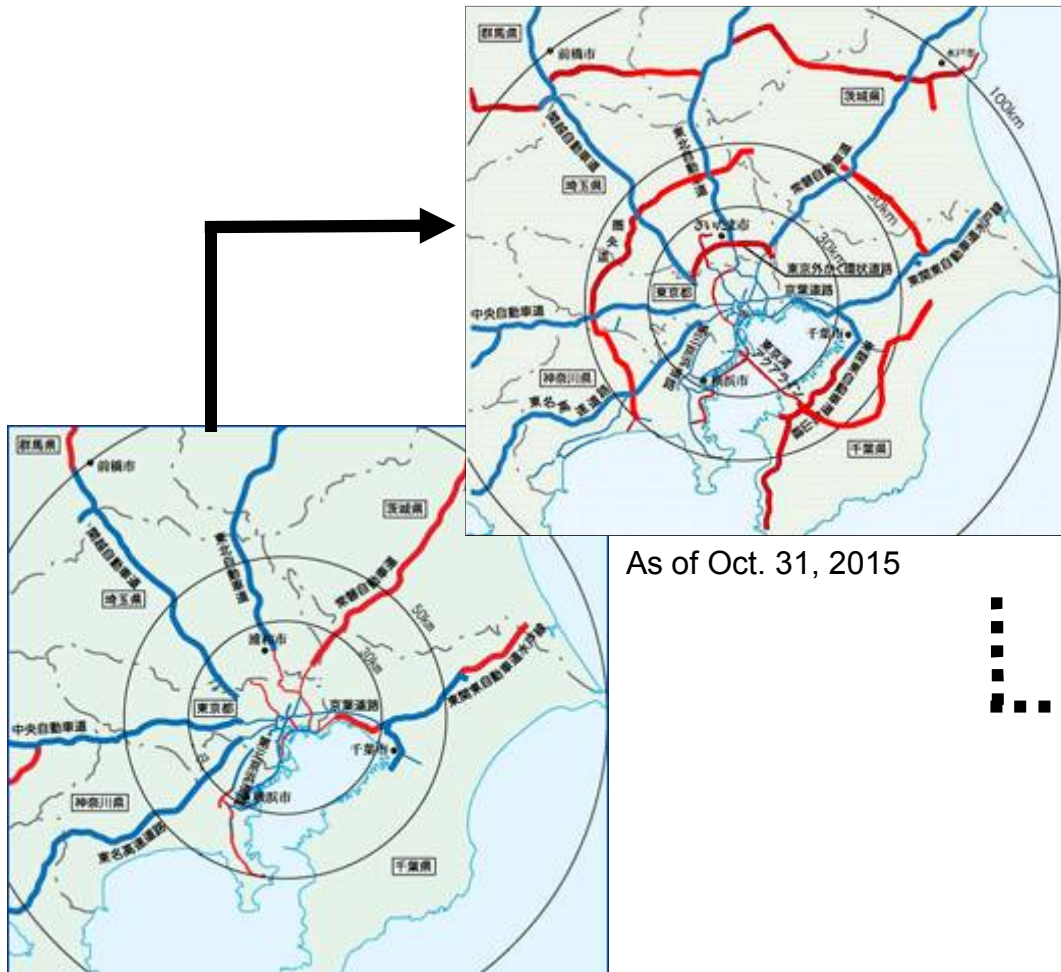 群馬県
前橋市
水戸市
茨城県
100km
関越自動車道
東北自動車道
常磐自動車道
埼玉県
50km
さいたま市
30km
圏央道
東京外かく環状道路
東関東自動車道水戸線
東京都
京葉道路
中央自動車道
千葉市
東京湾
アクアライン
横浜市
神奈川県
東名高速道路
千葉県
As of Oct. 31, 2015
群馬県
前橋市
茨城県
関越自動車道
東北自動車道
常磐自動車道
埼玉県
50km
浦和市
30km
東関東自動車道水戸線
東京都
京葉道路
中央自動車道
千葉市
神奈川県
横浜市
東名高速道路
千葉県